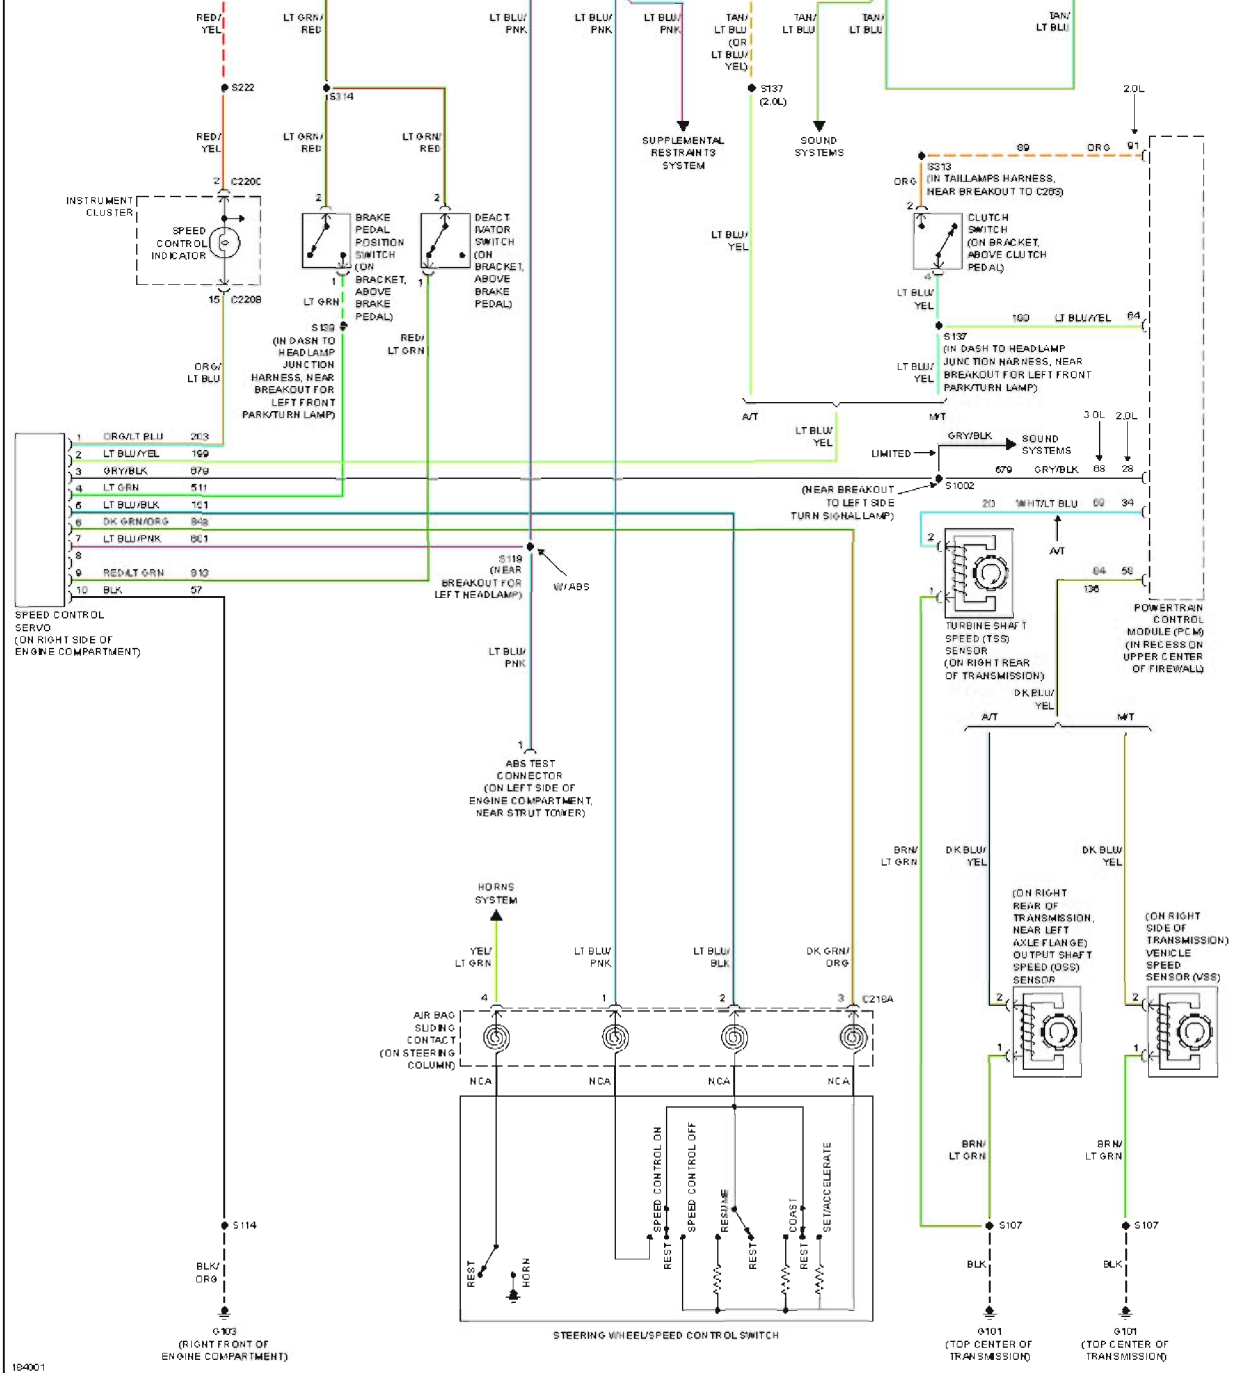 RED/
YEL
LT GRN/
RED
LT BLU/
PNK
LT BLU/
PNK
LT BLU/
PNK
TAN/
LT BLU
(OR
LT BLU/
YEL)
TAN/
LT BLU
TAN/
LT BLU
TAN/
LT BLU
S222
S314
S137
(2.0L)
2.0L
RED/
YEL
LT GRN/
RED
LT GRN/
RED
SUPPLEMENTAL
RESTRAINTS
SYSTEM
SOUND
SYSTEMS
89 ORG 91
S313
(IN TAILLAMPS HARNESS,
NEAR BREAKOUT TO C263)
ORG
2 C220C
2
2
2
INSTRUMENT
CLUSTER
SPEED
CONTROL
INDICATOR
BRAKE
PEDAL
POSITION
SWITCH
(ON
BRACKET,
ABOVE
BRAKE
PEDAL)
DEACT
IVATOR
SWITCH
(ON
BRACKET,
ABOVE
BRAKE
PEDAL)
CLUTCH
SWITCH
(ON BRACKET,
ABOVE CLUTCH
PEDAL)
LT BLU/
YEL
15 C220B
1
LT GRN
1
4
LT BLU/
YEL
S139
(IN DASH TO
HEADLAMP
JUNCTION
HARNESS, NEAR
BREAKOUT FOR
LEFT FRONT
PARK/TURN LAMP)
RED/
LT GRN
199 LT BLU/YEL 64
S137
(IN DASH TO HEADLAMP
JUNCTION HARNESS, NEAR
BREAKOUT FOR LEFT FRONT
PARK/TURN LAMP)
LT BLU/
YEL
ORG/
LT BLU
A/T
M/T
LT BLU/
YEL
GRY/BLK
SOUND
SYSTEMS
LIMITED
3.0L 2.0L
679 GRY/BLK 68 28
S1002
(NEAR BREAKOUT
TO LEFT SIDE
TURN SIGNAL LAMP)
1 ORG/LT BLU 203
2 LT BLU/YEL 199
3 GRY/BLK 679
4 LT GRN 511
5 LT BLU/BLK 151
6 DK GRN/ORG 848
7 LT BLU/PNK 601
8
9 RED/LT GRN 810
10 BLK 57
SPEED CONTROL
SERVO
(ON RIGHT SIDE OF
ENGINE COMPARTMENT)
20 WHT/LT BLU 69 34
A/T
2
1
TURBINE SHAFT
SPEED (TSS)
SENSOR
(ON RIGHT REAR
OF TRANSMISSION)
84 58
136
POWERTRAIN
CONTROL
MODULE (PCM)
(IN RECESS ON
UPPER CENTER
OF FIREWALL)
S119
(NEAR
BREAKOUT FOR
LEFT HEADLAMP)
W/ABS
LT BLU/
PNK
DK BLU/
YEL
A/T
M/T
1
ABS TEST
CONNECTOR
(ON LEFT SIDE OF
ENGINE COMPARTMENT,
NEAR STRUT TOWER)
BRN/
LT GRN
DK BLU/
YEL
DK BLU/
YEL
HORNS
SYSTEM
YEL/
LT GRN
LT BLU/
PNK
LT BLU/
BLK
DK GRN/
ORG
(ON RIGHT
REAR OF
TRANSMISSION,
NEAR LEFT
AXLE FLANGE)
OUTPUT SHAFT
SPEED (OSS)
SENSOR
(ON RIGHT
SIDE OF
TRANSMISSION)
VEHICLE
SPEED
SENSOR (VSS)
4 1 2 3 C218A
2
1
2
1
AIR BAG
SLIDING
CONTACT
(ON STEERING
COLUMN)
NCA NCA NCA NCA
SPEED CONTROL ON
REST
SPEED CONTROL OFF
RESUME
REST
COAST
REST
SET/ACCELERATE
REST
HORN
STEERING WHEEL/SPEED CONTROL SWITCH
BRN/
LT GRN
BRN/
LT GRN
S114
S107
S107
BLK/
ORG
BLK
BLK
G103
(RIGHT FRONT OF
ENGINE COMPARTMENT)
G101
(TOP CENTER OF
TRANSMISSION)
G101
(TOP CENTER OF
TRANSMISSION)
184001